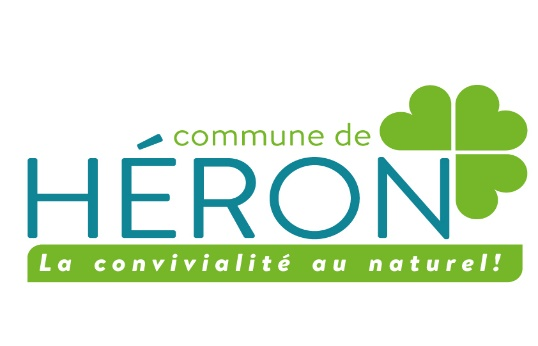 commune de
HÉRON
La convivialité au naturel!